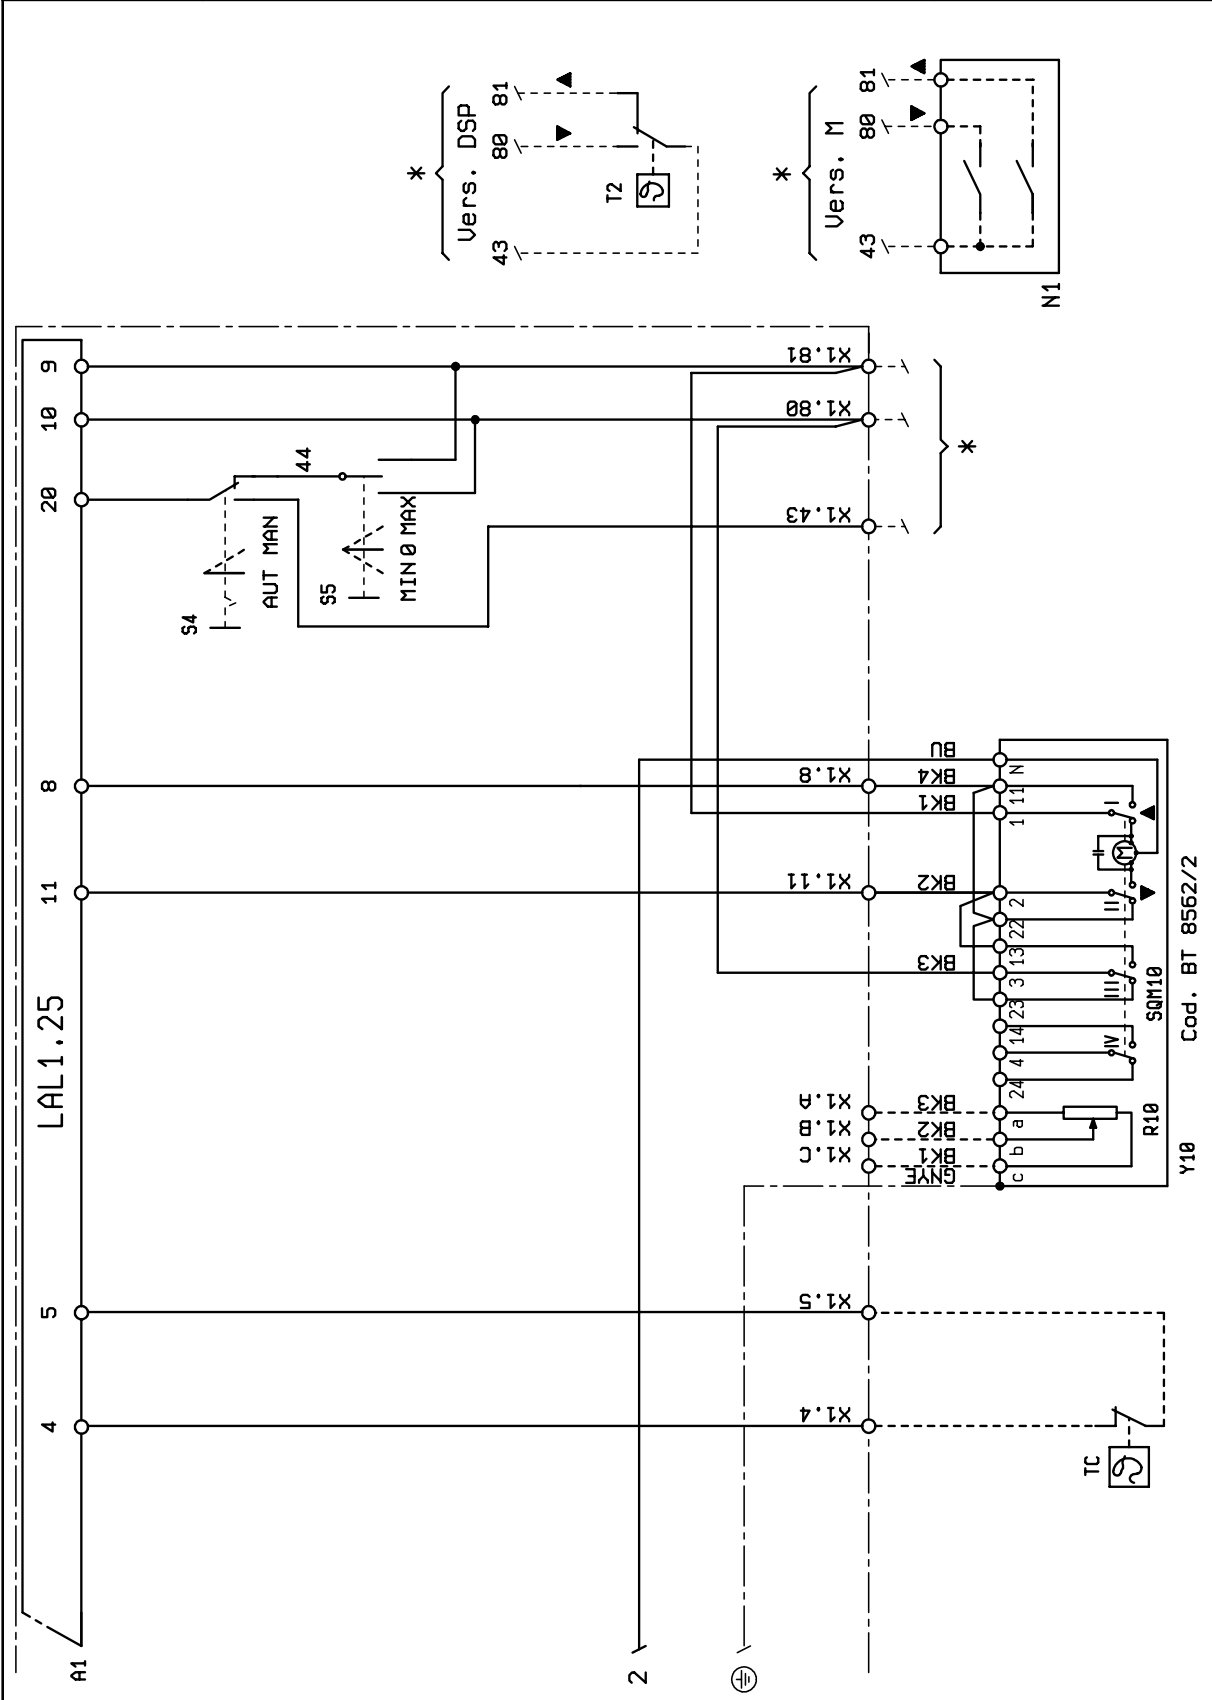 A1
LAL1.25
4
5
11
8
20
10
9
S4
AUT MAN
44
S5
MIN 0 MAX
* Vers. DSP
43
80
81
T2
* Vers. M
43
80
81
N1
2
X1.4
X1.5
X1.C
X1.B
X1.A
X1.11
X1.8
X1.43
X1.80
X1.81
*
GNYE
BK1
BK2
BK3
BK3
BK2
BK1
BK4
BU
c
b
a
24
4
14
23
3
13
22
2
1
11
N
IV
III
II
M
I
TC
R10
SQM10
Y10
Cod. BT 8562/2